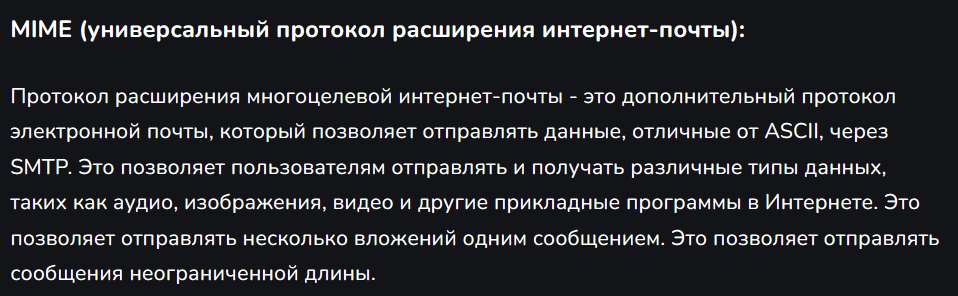 MIME (универсальный протокол расширения интернет-почты):
Протокол расширения многоцелевой интернет-почты - это дополнительный протокол
электронной почты, который позволяет отправлять данные, отличные от ASCII, через
SMTP. Это позволяет пользователям отправлять и получать различные типы данных,
таких как аудио, изображения, видео и другие прикладные программы в Интернете. Это
позволяет отправлять несколько вложений одним сообщением. Это позволяет отправлять
сообщения неограниченной длины.